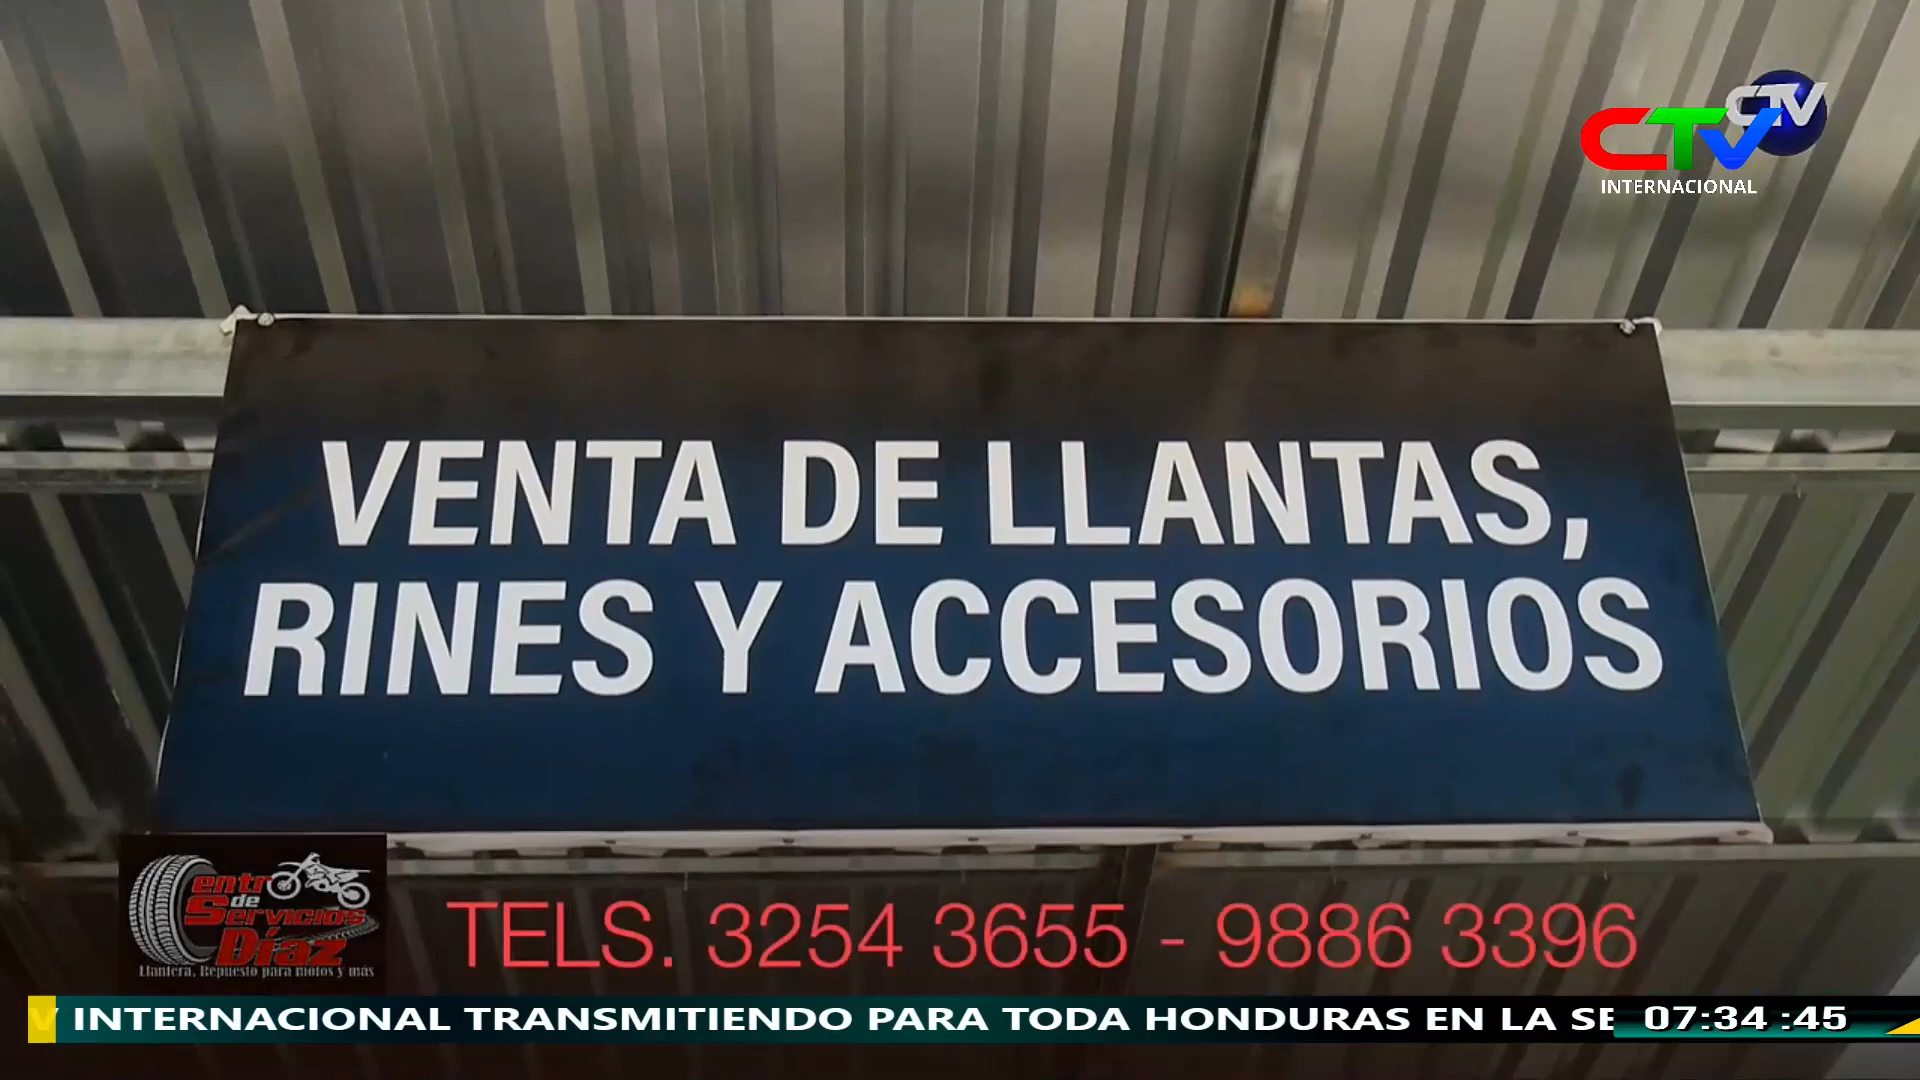 CTV
CTV
INTERNACIONAL
VENTA DE LLANTAS,
RINES Y ACCESORIOS
Centro
de
Servicios
Díaz
Llantera, Repuesto para motos y más
TELS. 3254 3655 - 9886 3396
V INTERNACIONAL TRANSMITIENDO PARA TODA HONDURAS EN LA SE
07:34 :45